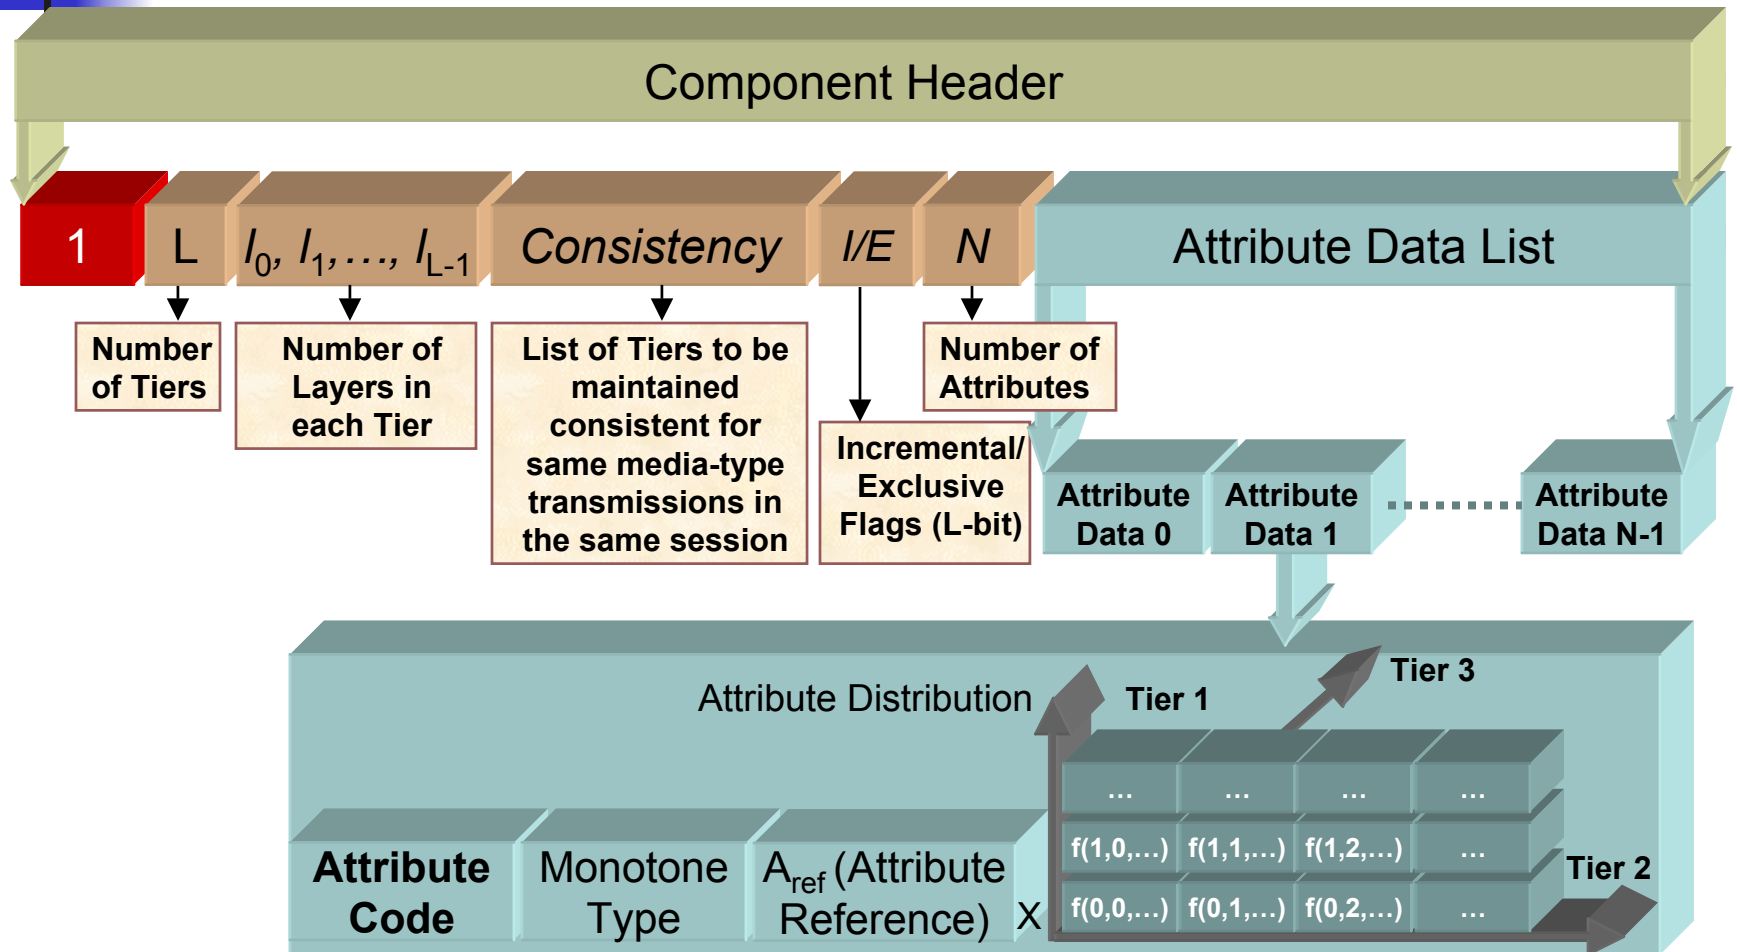 Component Header
1 L l0, l1,..., lL-1 Consistency I/E N Attribute Data List
Number
of Tiers
Number of
Layers in
each Tier
List of Tiers to be
maintained
consistent for
same media-type
transmissions in
the same session
Incremental/
Exclusive
Flags (L-bit)
Number of
Attributes
Attribute
Data 0
Attribute
Data 1
Attribute
Data N-1
Attribute Distribution
Tier 1
Tier 3
Tier 2
... ... ... ...
f(1,0,...) f(1,1,...) f(1,2,...) ...
f(0,0,...) f(0,1,...) f(0,2,...) ...
Attribute
Code
Monotone
Type
Aref (Attribute
Reference)
X